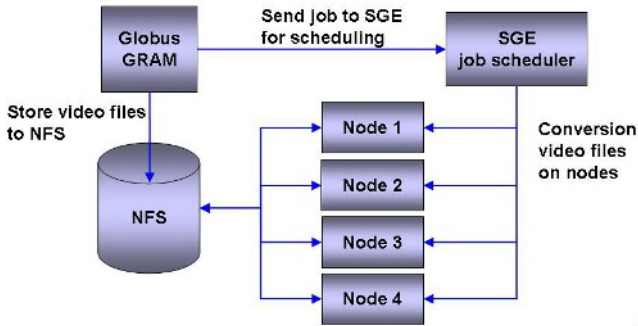 Globus
GRAM
Send job to SGE
for scheduling
SGE
job scheduler
Store video files
to NFS
Node 1
Conversion
video files
on nodes
Node 2
NFS
Node 3
Node 4